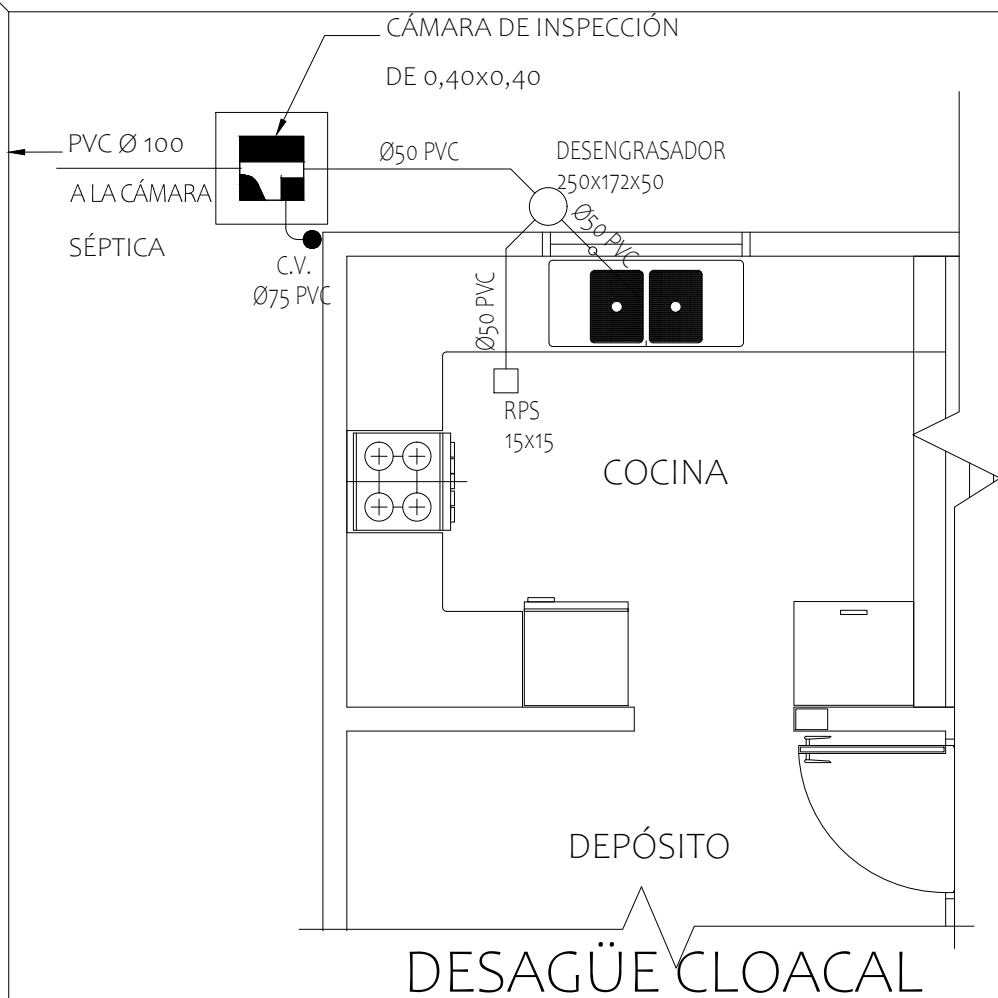 CÁMARA DE INSPECCIÓN
DE 0,40x0,40
PVC Ø 100
A LA CÁMARA
SÉPTICA
Ø50 PVC
DESENGRASADOR
250x172x50
Ø50 PVC
C.V.
Ø75 PVC
Ø50 PVC
RPS
15x15
COCINA
DEPÓSITO
DESAGÜE CLOACAL